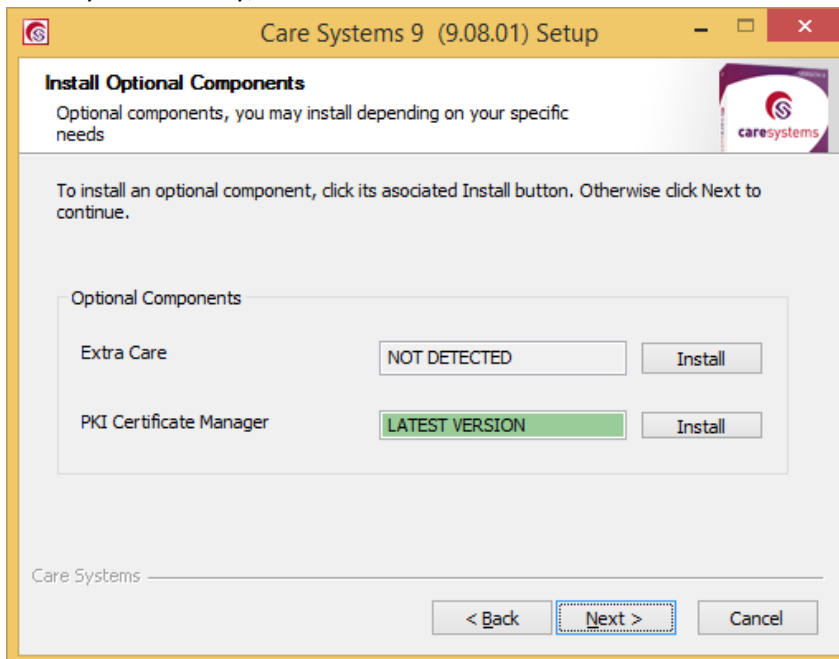 Care Systems 9 (9.08.01) Setup
Install Optional Components
Optional components, you may install depending on your specific
needs
caresystems
To install an optional component, click its asociated Install button. Otherwise click Next to
continue.
Optional Components
Extra Care NOT DETECTED Install
PKI Certificate Manager LATEST VERSION Install
Care Systems
< Back Next > Cancel